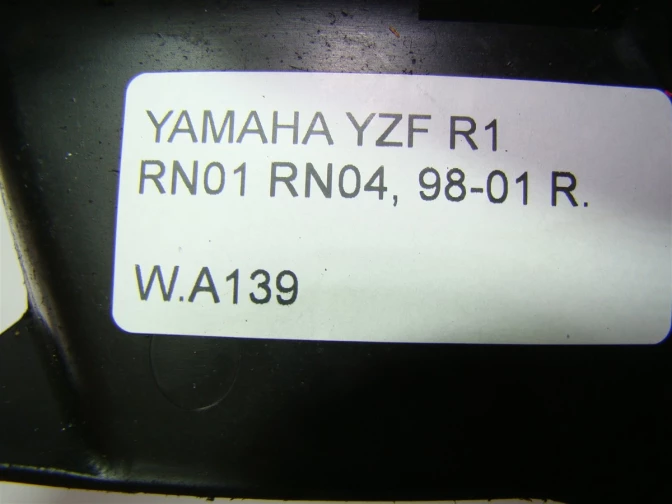 YAMAHA YZF R1
RN01 RN04, 98-01 R.
W.A139